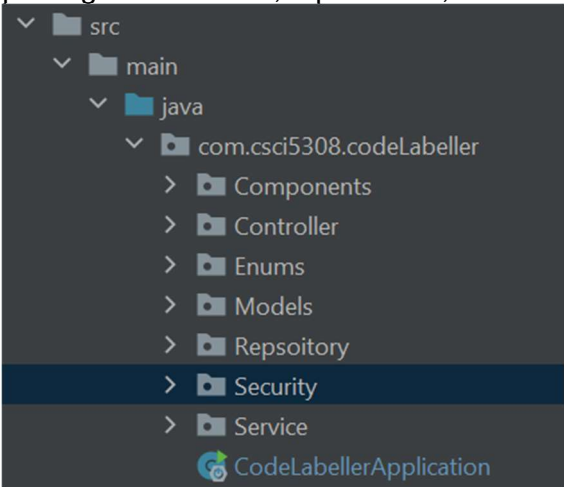 src
main
java
com.csci5308.codeLabeller
Components
Controller
Enums
Models
Repsoitory
Security
Service
CodeLabellerApplication